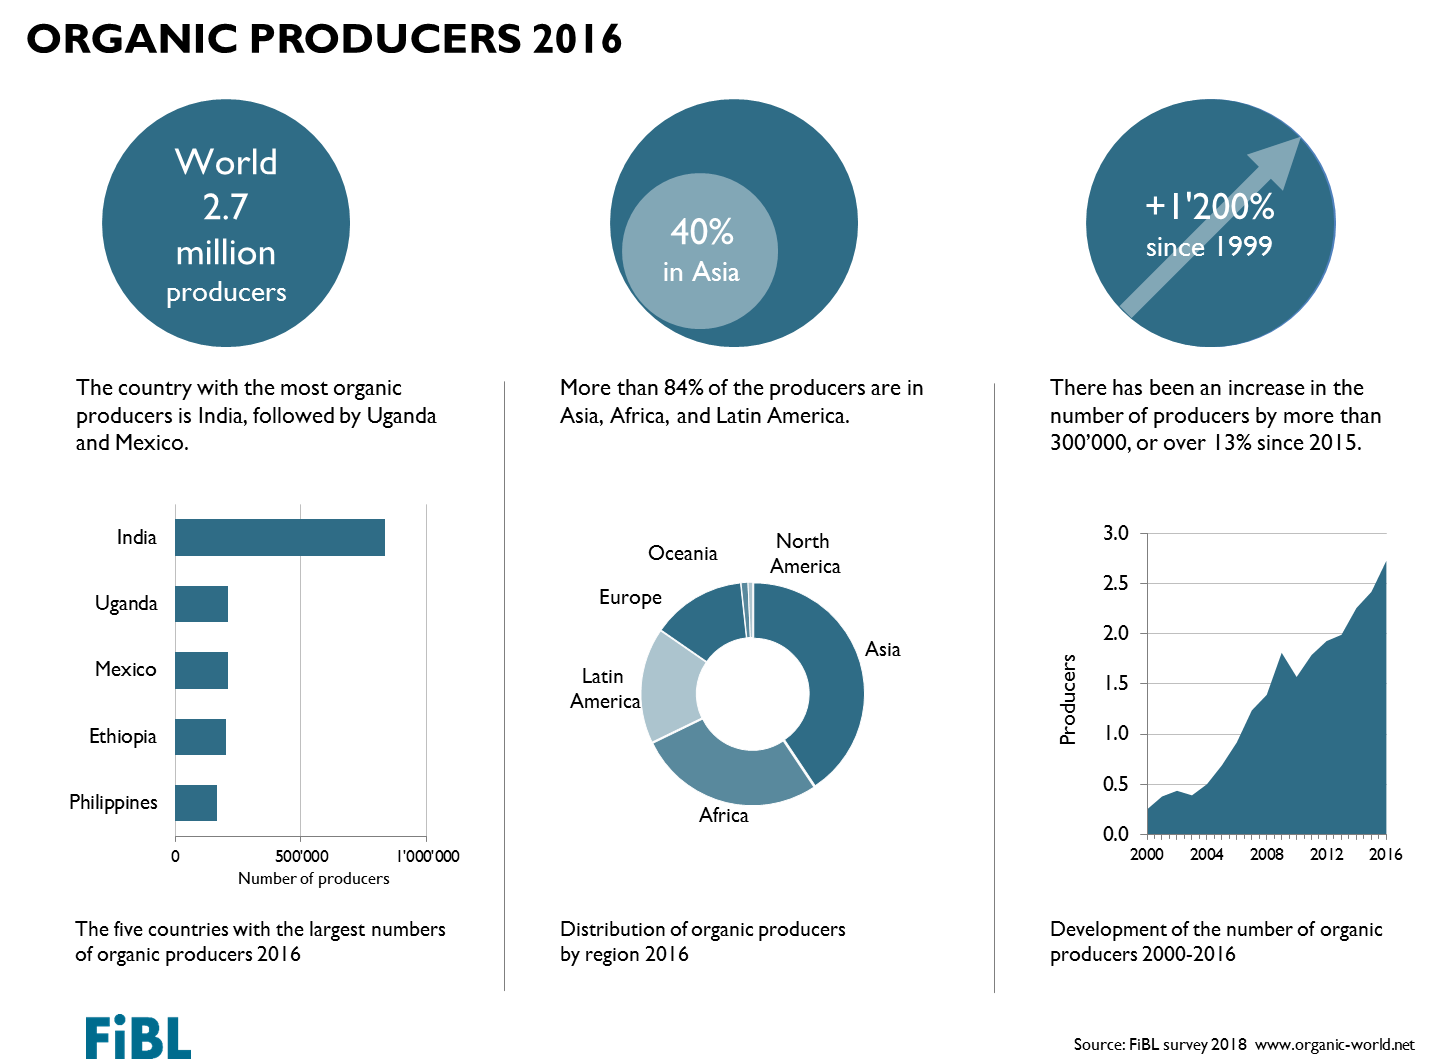 ORGANIC PRODUCERS 2016
World
2.7
million
producers
40%
in Asia
+1'200%
since 1999
The country with the most organic
producers is India, followed by Uganda
and Mexico.
More than 84% of the producers are in
Asia, Africa, and Latin America.
There has been an increase in the
number of producers by more than
300’000, or over 13% since 2015.
India
Uganda
Mexico
Ethiopia
Philippines
0 500'000 1'000'000
Number of producers
The five countries with the largest numbers
of organic producers 2016
Oceania
North
America
Europe
Asia
Latin
America
Africa
Distribution of organic producers
by region 2016
3.0
2.5
2.0
1.5
1.0
0.5
0.0
Producers
2000 2004 2008 2012 2016
Development of the number of organic
producers 2000-2016
FiBL
Source: FiBL survey 2018 www.organic-world.net